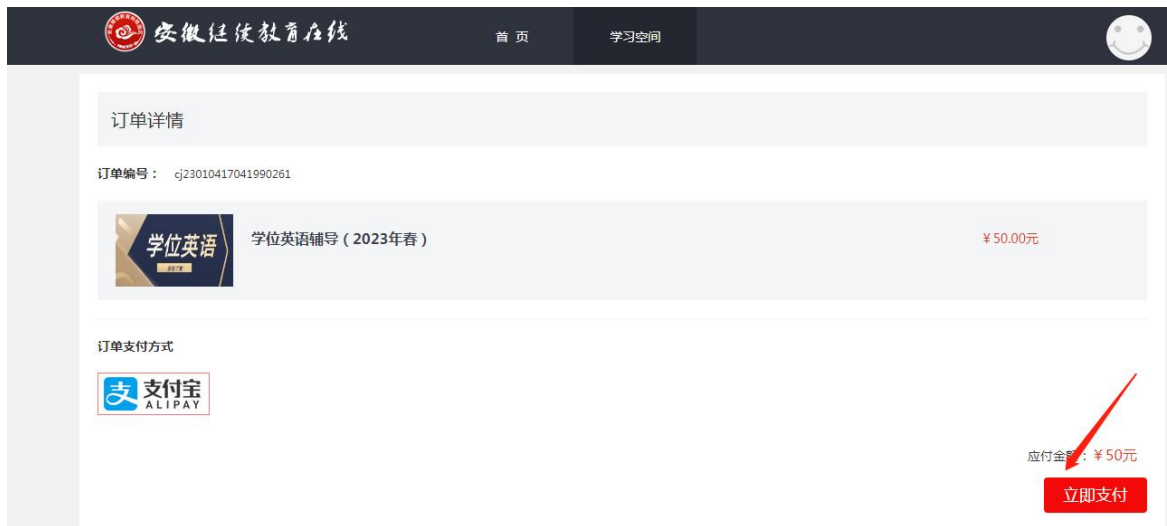 安徽继续教育在线
首 页
学习空间
订单详情
订单编号： cj23010417041990261
学位英语
学位英语辅导（2023年春）
¥50.00元
订单支付方式
支 支付宝
ALIPAY
应付金额：¥50元
立即支付